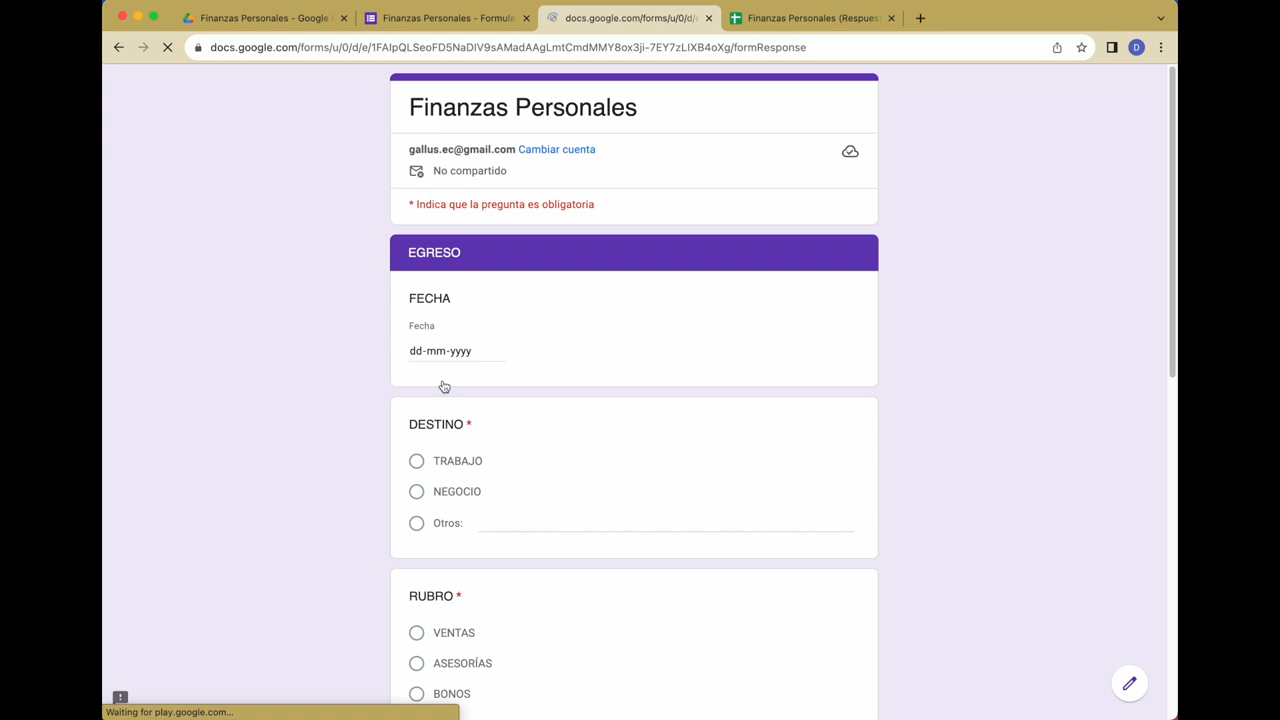 Finanzas Personales - Google
Finanzas Personales - Formula
docs.google.com/forms/u/0/d/e
Finanzas Personales (Respues
docs.google.com/forms/u/0/d/e/1FAIpQLSeoFD5NaDIV9sAMadAAgLmtCmdMMY8ox3ji-7EY7zLIXB4oXg/formResponse
D
Finanzas Personales
gallus.ec@gmail.com Cambiar cuenta
No compartido
* Indica que la pregunta es obligatoria
EGRESO
FECHA
Fecha
dd-mm-yyyy
DESTINO *
TRABAJO
NEGOCIO
Otros:
RUBRO *
VENTAS
ASESORÍAS
BONOS
Waiting for play.google.com...